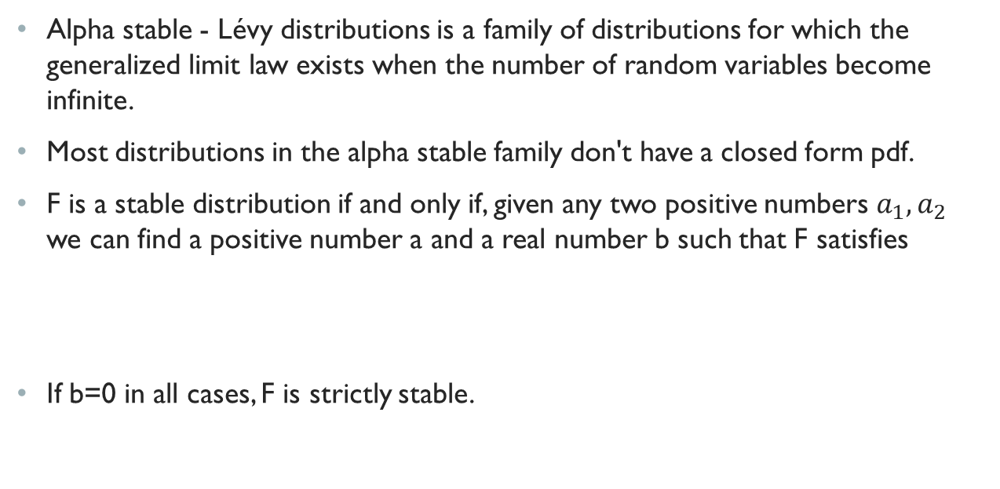 • Alpha stable - Lévy distributions is a family of distributions for which the
generalized limit law exists when the number of random variables become
infinite.
• Most distributions in the alpha stable family don't have a closed form pdf.
• F is a stable distribution if and only if, given any two positive numbers 𝑎₁, 𝑎₂
we can find a positive number a and a real number b such that F satisfies
• If b=0 in all cases, F is strictly stable.